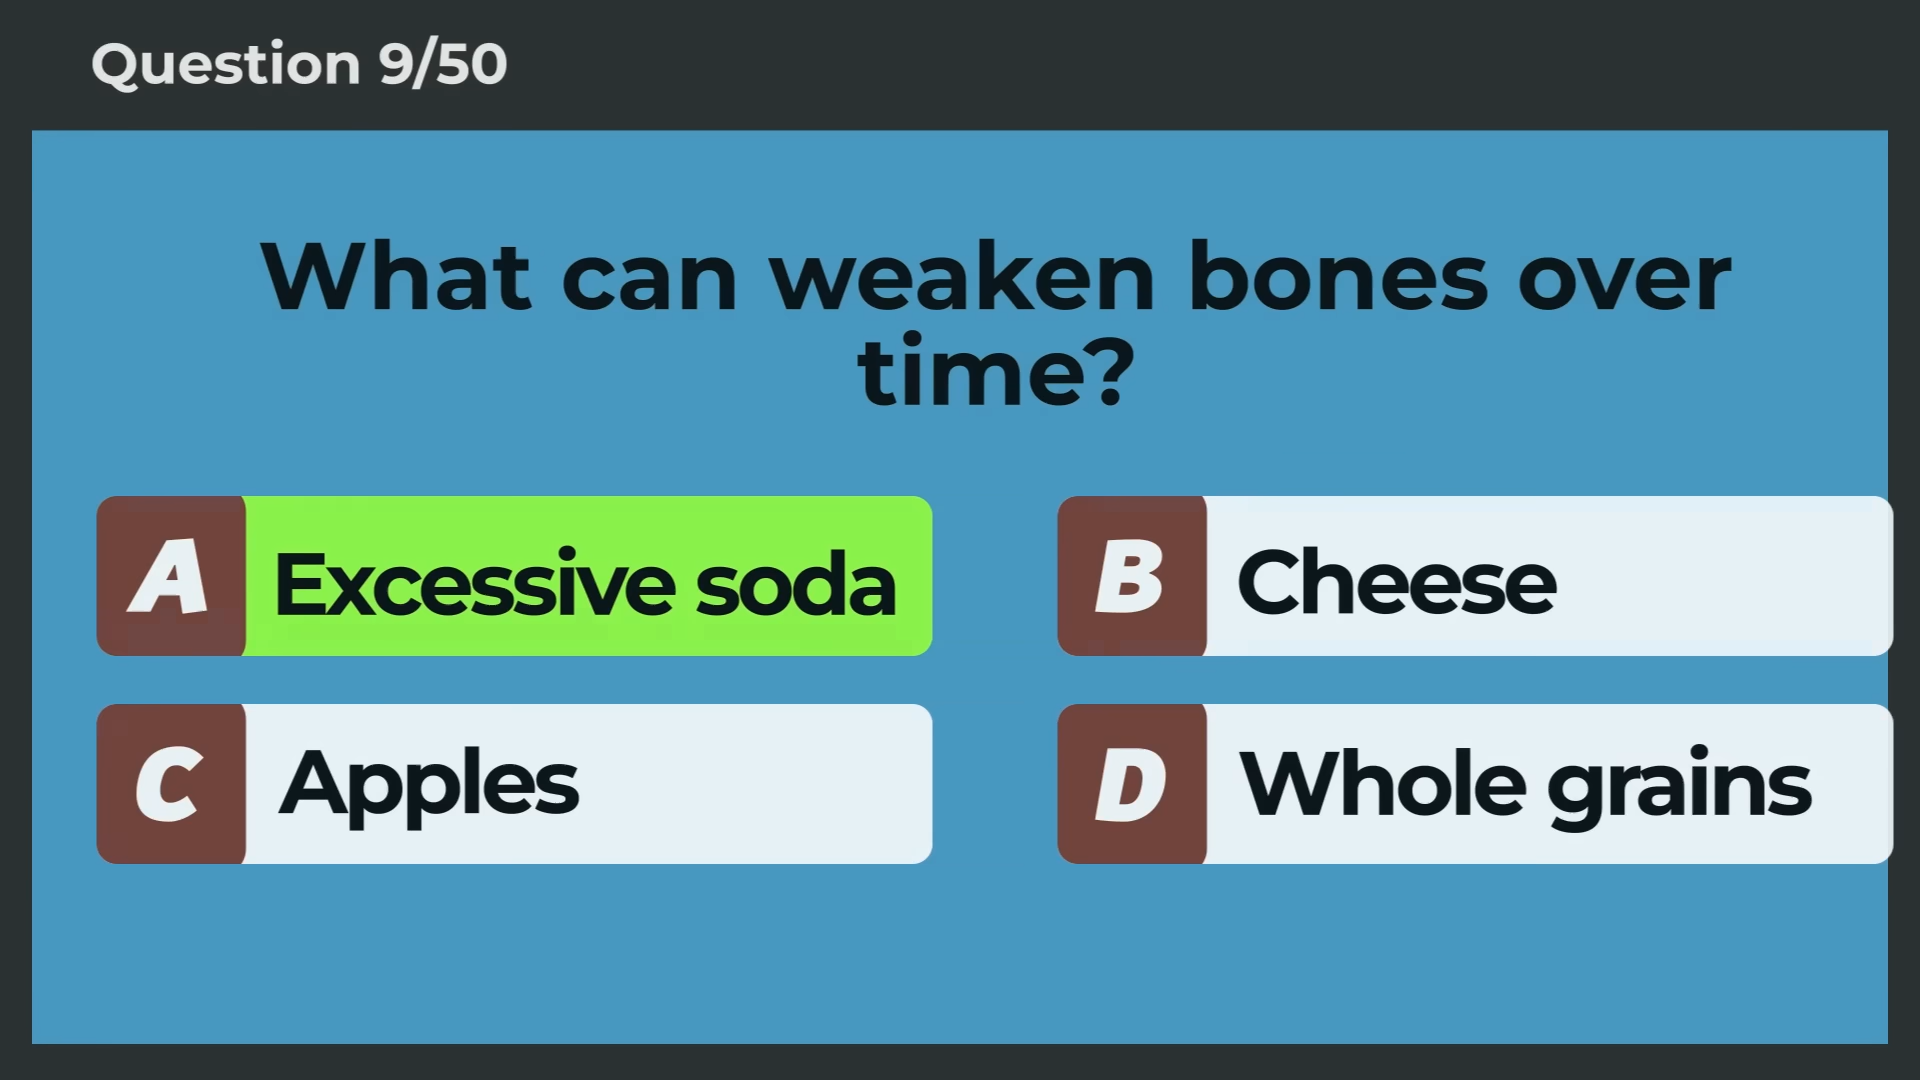 Question 9/50
What can weaken bones over
time?
A Excessive soda
B Cheese
C Apples
D Whole grains